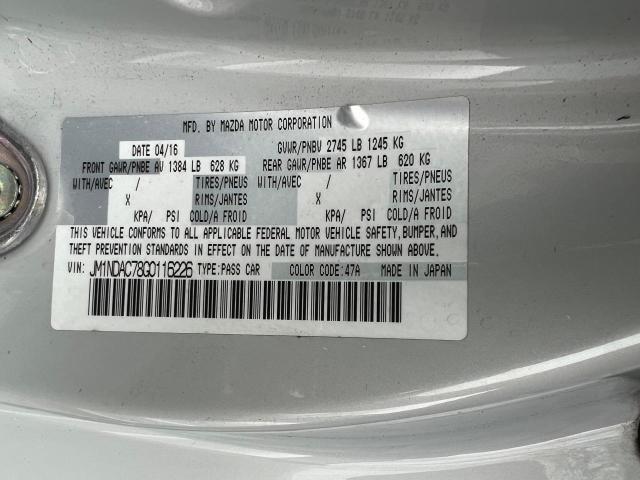 MFD. BY MAZDA MOTOR CORPORATION
DATE 04/16 GVWR/PNBV 2745 LB 1245 KG
FRONT GAWR/PNBE AV 1384 LB 628 KG REAR GAWR/PNBE AR 1367 LB 620 KG
WITH/AVEC / TIRES/PNEUS WITH/AVEC / TIRES/PNEUS
X RIMS/JANTES X RIMS/JANTES
KPA/ PSI COLD/A FROID KPA/ PSI COLD/A FROID
THIS VEHICLE CONFORMS TO ALL APPLICABLE FEDERAL MOTOR VEHICLE SAFETY, BUMPER, AND
THEFT PREVENTION STANDARDS IN EFFECT ON THE DATE OF MANUFACTURE SHOWN ABOVE.
VIN: JM1NDAC78G0116226 TYPE:PASS CAR COLOR CODE:47A MADE IN JAPAN